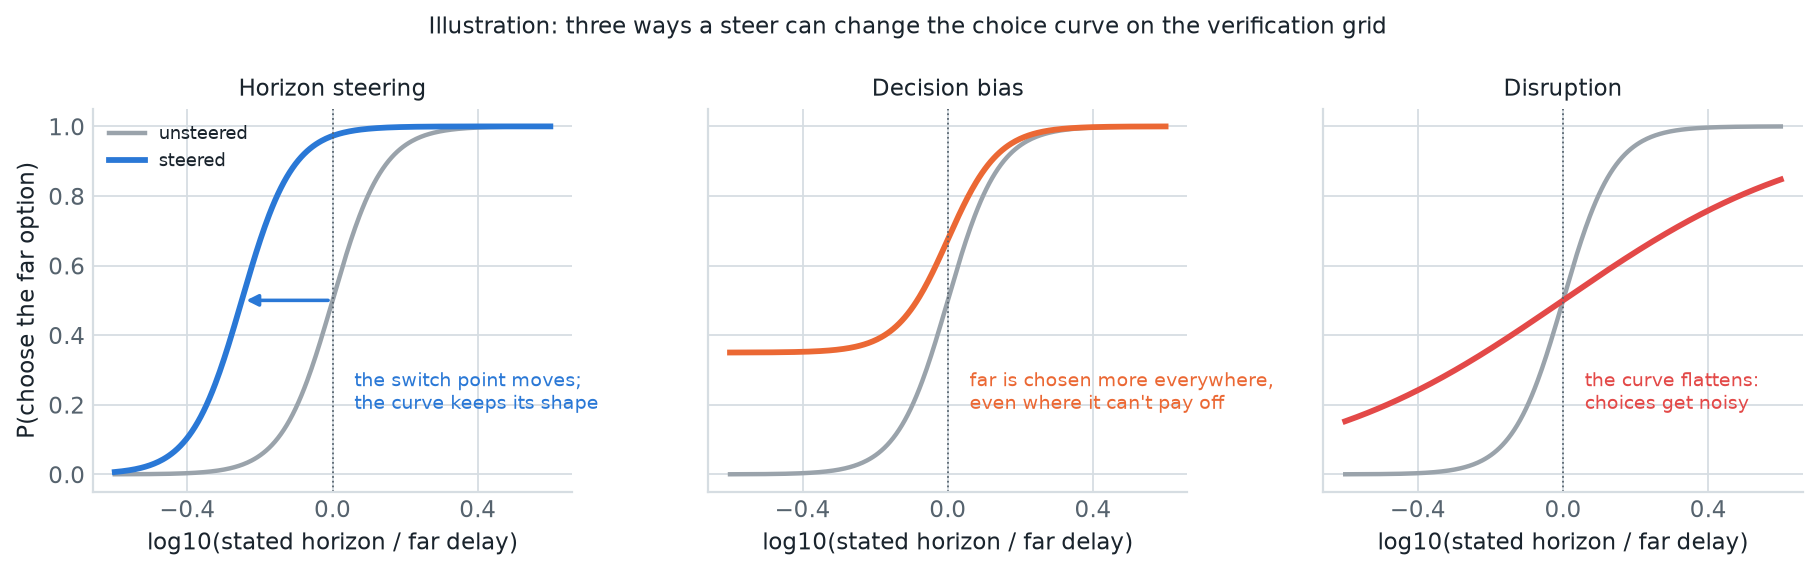 Illustration: three ways a steer can change the choice curve on the verification grid
Horizon steering
P(choose the far option)
1.0
0.8
0.6
0.4
0.2
0.0
unsteered
steered
the switch point moves;
the curve keeps its shape
−0.4
0.0
0.4
log10(stated horizon / far delay)
Decision bias
far is chosen more everywhere,
even where it can't pay off
−0.4
0.0
0.4
log10(stated horizon / far delay)
Disruption
the curve flattens:
choices get noisy
−0.4
0.0
0.4
log10(stated horizon / far delay)